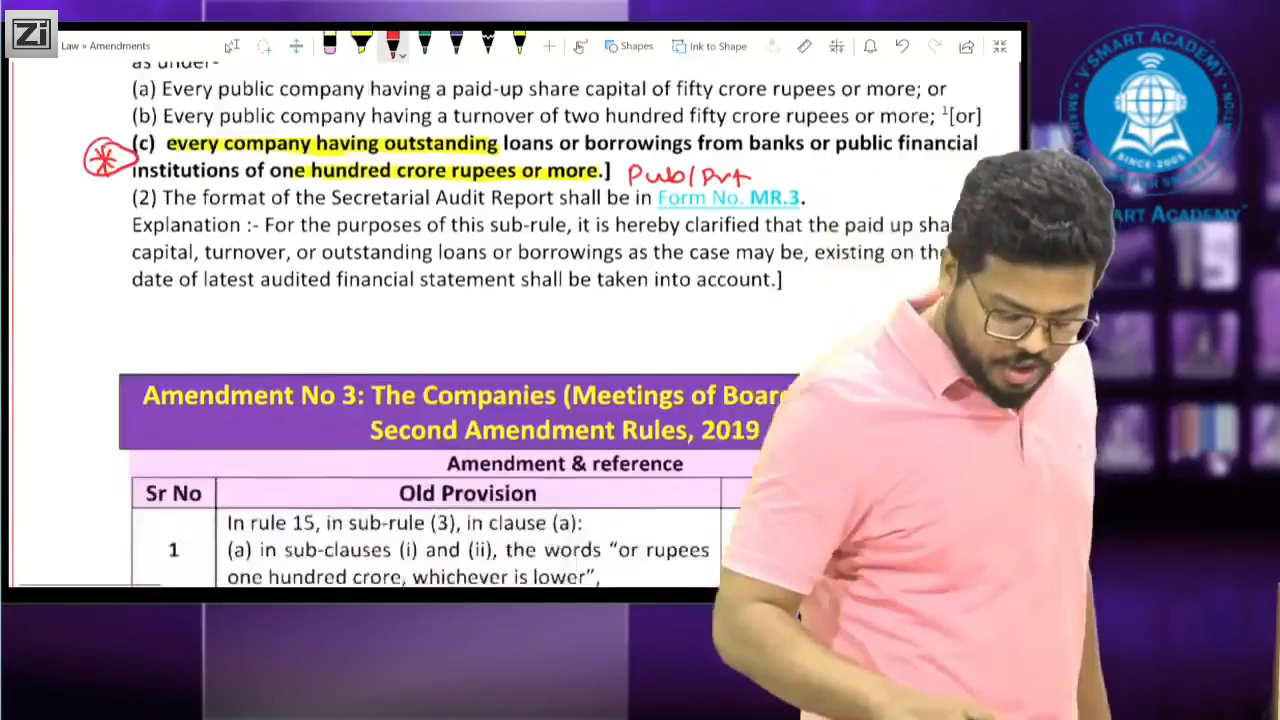 Zi
Law » Amendments
Shapes
Ink to Shape
as under-
(a) Every public company having a paid-up share capital of fifty crore rupees or more; or
(b) Every public company having a turnover of two hundred fifty crore rupees or more; ¹[or]
(c) every company having outstanding loans or borrowings from banks or public financial
institutions of one hundred crore rupees or more.] Pub/Pvt
(2) The format of the Secretarial Audit Report shall be in Form No. MR.3.
Explanation :- For the purposes of this sub-rule, it is hereby clarified that the paid up sha
capital, turnover, or outstanding loans or borrowings as the case may be, existing on the
date of latest audited financial statement shall be taken into account.]
Amendment No 3: The Companies (Meetings of Boar
Second Amendment Rules, 2019
Amendment & reference
Sr No
Old Provision
1
In rule 15, in sub-rule (3), in clause (a):
(a) in sub-clauses (i) and (ii), the words “or rupees
one hundred crore, whichever is lower”,
V'SMART ACADEMY
SINCE-2005
SMART ACADEMY